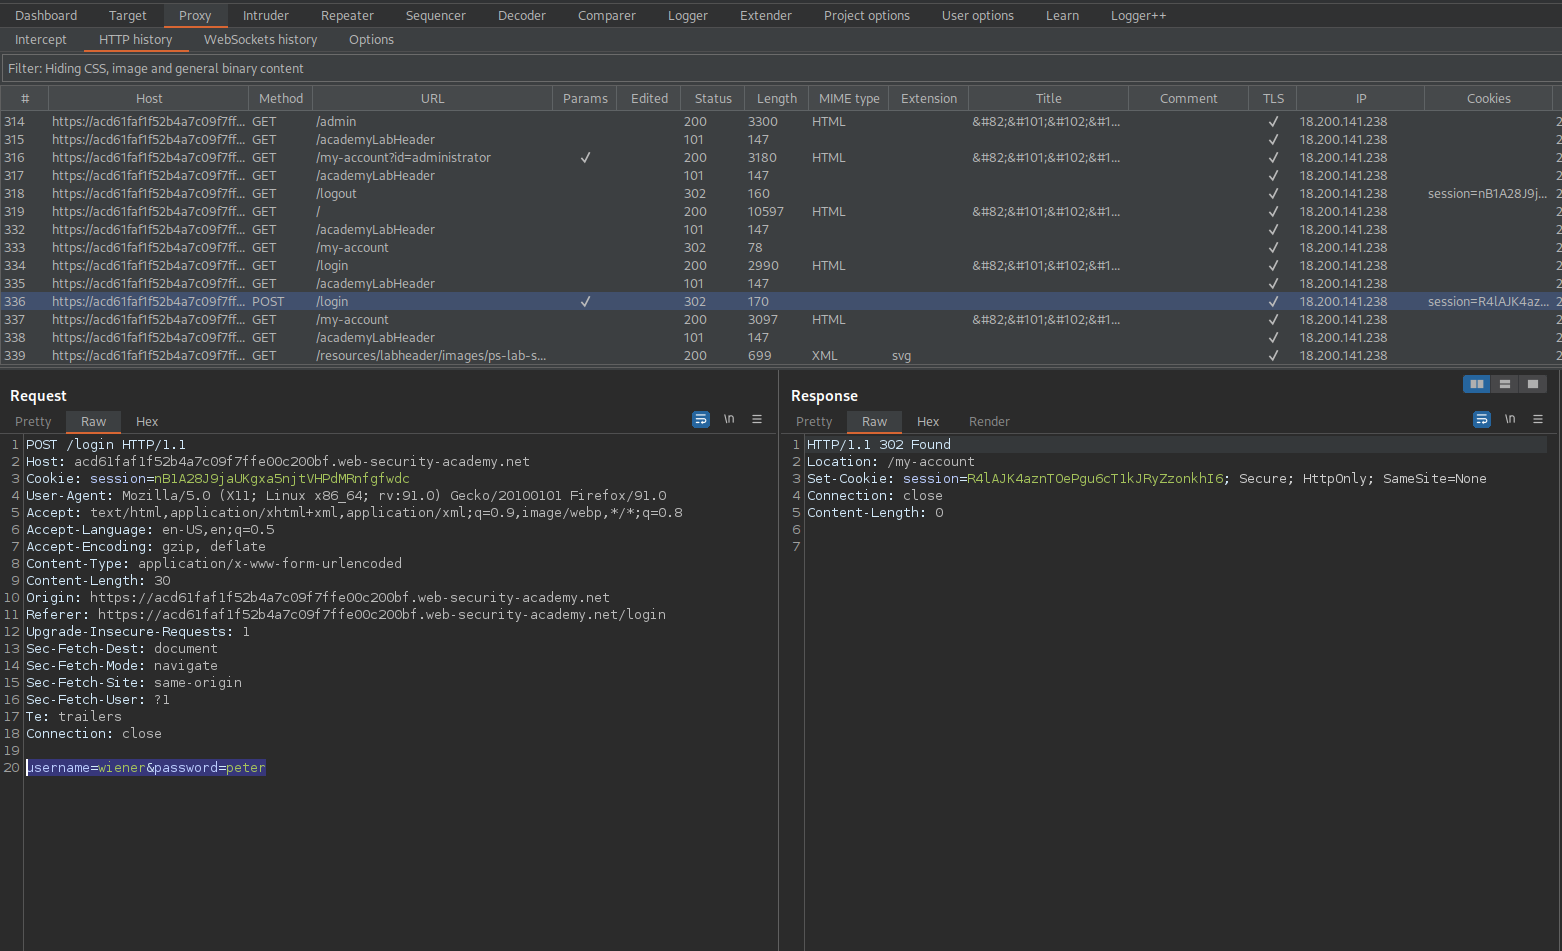 Dashboard Target Proxy Intruder Repeater Sequencer Decoder Comparer Logger Extender Project options User options Learn Logger++
Intercept HTTP history WebSockets history Options
Filter: Hiding CSS, image and general binary content
# Host Method URL Params Edited Status Length MIME type Extension Title Comment TLS IP Cookies
314 https://acd61faf1f52b4a7c09f7ff... GET /admin 200 3300 HTML &#82;&#101;&#102;&#1... ✓ 18.200.141.238 2
315 https://acd61faf1f52b4a7c09f7ff... GET /academyLabHeader 101 147 ✓ 18.200.141.238 2
316 https://acd61faf1f52b4a7c09f7ff... GET /my-account?id=administrator ✓ 200 3180 HTML &#82;&#101;&#102;&#1... ✓ 18.200.141.238 2
317 https://acd61faf1f52b4a7c09f7ff... GET /academyLabHeader 101 147 ✓ 18.200.141.238 2
318 https://acd61faf1f52b4a7c09f7ff... GET /logout 302 160 ✓ 18.200.141.238 session=nB1A28J9j... 2
319 https://acd61faf1f52b4a7c09f7ff... GET / 200 10597 HTML &#82;&#101;&#102;&#1... ✓ 18.200.141.238 2
332 https://acd61faf1f52b4a7c09f7ff... GET /academyLabHeader 101 147 ✓ 18.200.141.238 2
333 https://acd61faf1f52b4a7c09f7ff... GET /my-account 302 78 ✓ 18.200.141.238 2
334 https://acd61faf1f52b4a7c09f7ff... GET /login 200 2990 HTML &#82;&#101;&#102;&#1... ✓ 18.200.141.238 2
335 https://acd61faf1f52b4a7c09f7ff... GET /academyLabHeader 101 147 ✓ 18.200.141.238 2
336 https://acd61faf1f52b4a7c09f7ff... POST /login ✓ 302 170 ✓ 18.200.141.238 session=R4lAJK4az... 2
337 https://acd61faf1f52b4a7c09f7ff... GET /my-account 200 3097 HTML &#82;&#101;&#102;&#1... ✓ 18.200.141.238 2
338 https://acd61faf1f52b4a7c09f7ff... GET /academyLabHeader 101 147 ✓ 18.200.141.238 2
339 https://acd61faf1f52b4a7c09f7ff... GET /resources/labheader/images/ps-lab-s... 200 699 XML svg ✓ 18.200.141.238 2
Request
Pretty Raw Hex \n
1 POST /login HTTP/1.1
2 Host: acd61faf1f52b4a7c09f7ffe00c200bf.web-security-academy.net
3 Cookie: session=nB1A28J9jaUKgxa5njtVHPdMRnfgfwdc
4 User-Agent: Mozilla/5.0 (X11; Linux x86_64; rv:91.0) Gecko/20100101 Firefox/91.0
5 Accept: text/html,application/xhtml+xml,application/xml;q=0.9,image/webp,*/*;q=0.8
6 Accept-Language: en-US,en;q=0.5
7 Accept-Encoding: gzip, deflate
8 Content-Type: application/x-www-form-urlencoded
9 Content-Length: 30
10 Origin: https://acd61faf1f52b4a7c09f7ffe00c200bf.web-security-academy.net
11 Referer: https://acd61faf1f52b4a7c09f7ffe00c200bf.web-security-academy.net/login
12 Upgrade-Insecure-Requests: 1
13 Sec-Fetch-Dest: document
14 Sec-Fetch-Mode: navigate
15 Sec-Fetch-Site: same-origin
16 Sec-Fetch-User: ?1
17 Te: trailers
18 Connection: close
19
20 username=wiener&password=peter
Response
Pretty Raw Hex Render \n
1 HTTP/1.1 302 Found
2 Location: /my-account
3 Set-Cookie: session=R4lAJK4aznTOePgu6cT1kJRyZzonkhI6; Secure; HttpOnly; SameSite=None
4 Connection: close
5 Content-Length: 0
6
7